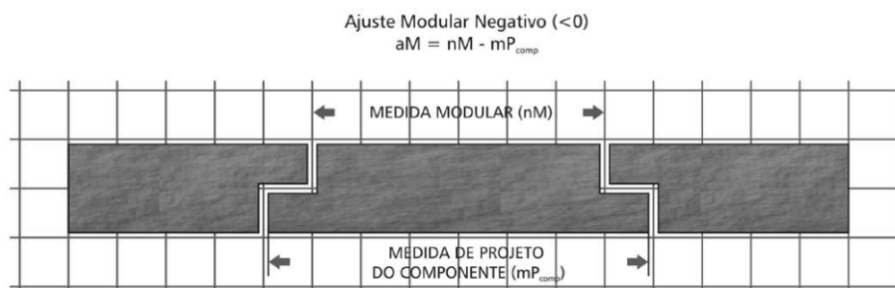 Ajuste Modular Negativo (<0)
aM = nM - mPcomp
MEDIDA MODULAR (nM)
MEDIDA DE PROJETO
DO COMPONENTE (mPcomp)